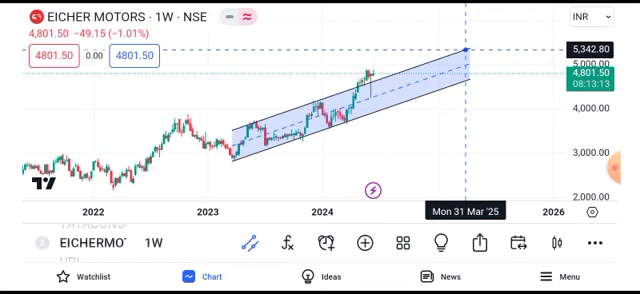 EICHER MOTORS · 1W · NSE
4,801.50 −49.15 (−1.01%)
4801.50 0.00 4801.50
INR
5,342.80
5,000.00
4,801.50
08:13:13
4,000.00
3,000.00
2,000.00
2022 2023 2024 Mon 31 Mar '25 2026
EICHERMO 1W
Watchlist Chart Ideas News Menu